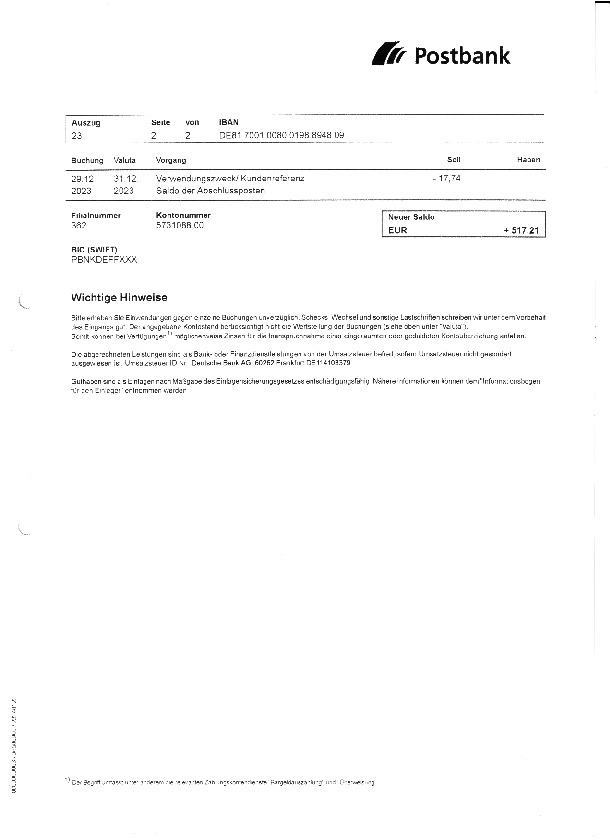 Postbank
Auszug Seite von IBAN
23 2 2 DE81 7001 0080 0198 8948 09
Buchung Valuta Vorgang Soll Haben
29.12. 31.12. Verwendungszweck/ Kundenreferenz - 17,74
2023 2023 Saldo der Abschlussposten
Filialnummer Kontonummer Neuer Saldo
362 5731088 00 EUR + 517,21
BIC (SWIFT)
PBNKDEFFXXX
Wichtige Hinweise
Bitte erheben Sie Einwendungen gegen einzelne Buchungen unverzüglich. Schecks, Wechsel und sonstige Lastschriften schreiben wir unter dem Vorbehalt
des Eingangs gut. Der angegebene Kontostand berücksichtigt nicht die Wertstellung der Buchungen (siehe oben unter "Valuta").
Somit können bei Verfügungen 1) möglicherweise Zinsen für die Inanspruchnahme einer eingeräumten oder geduldeten Kontoüberziehung anfallen.
Die abgerechneten Leistungen sind als Bank- oder Finanzdienstleistungen von der Umsatzsteuer befreit, sofern Umsatzsteuer nicht gesondert
ausgewiesen ist. Umsatzsteuer ID Nr. Deutsche Bank AG, 60262 Frankfurt DE114103379
Guthaben sind als Einlagen nach Maßgabe des Einlagensicherungsgesetzes entschädigungsfähig. Nähere Informationen können dem "Informationsbogen
für den Einleger" entnommen werden.
1) Der Begriff umfasst unter anderem die relevanten Zahlungskontendienste "Bargeldauszahlung" und "Überweisung"